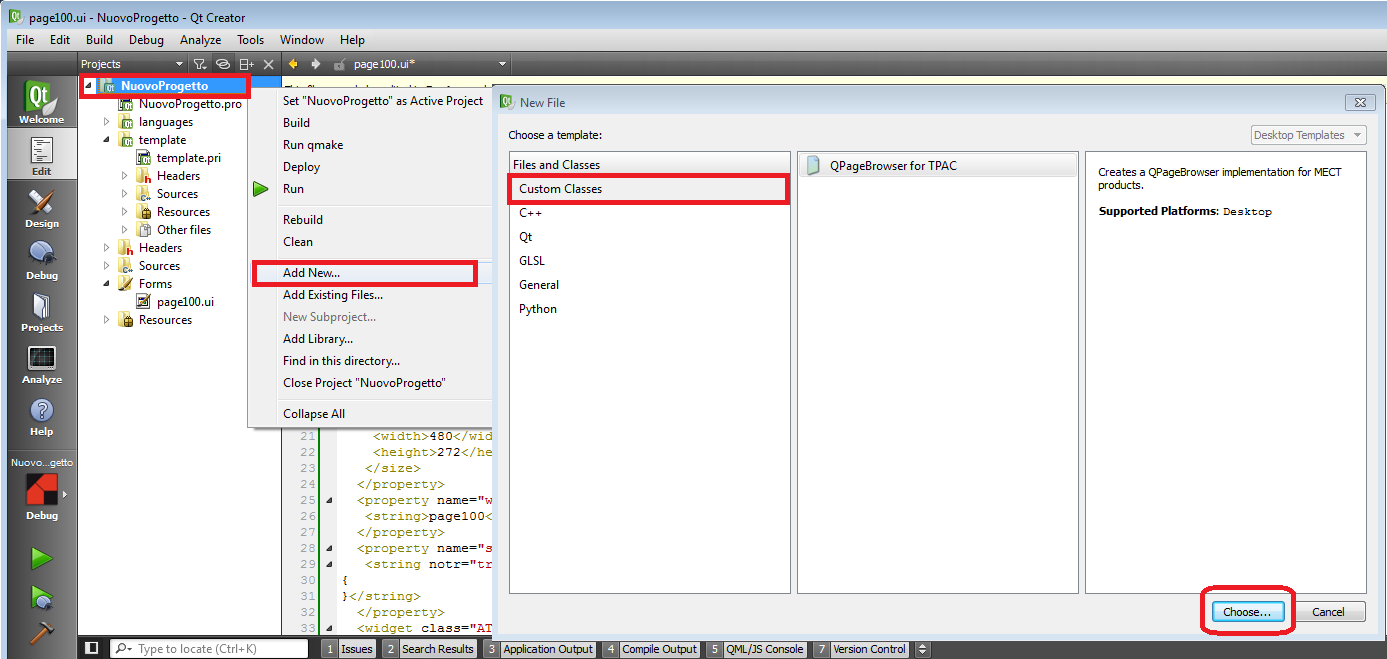 page100.ui - NuovoProgetto - Qt Creator
File Edit Build Debug Analyze Tools Window Help
Projects
page100.ui*
Welcome
Edit
Design
Debug
Projects
Analyze
Help
Nuovo...getto
Debug
NuovoProgetto
NuovoProgetto.pro
languages
template
template.pri
Headers
Sources
Resources
Other files
Headers
Sources
Forms
page100.ui
Resources
Set "NuovoProgetto" as Active Project
Build
Run qmake
Deploy
Run
Rebuild
Clean
Add New...
Add Existing Files...
New Subproject...
Add Library...
Find in this directory...
Close Project "NuovoProgetto"
Collapse All
21 <width>480</wid
22 <height>272</he
23 </size>
24 </property>
25 <property name="w
26 <string>page100<
27 </property>
28 <property name="s
29 <string notr="tr
30 {
31 }</string>
32 </property>
33 <widget class="AT
New File
Choose a template:
Desktop Templates
Files and Classes
Custom Classes
C++
Qt
GLSL
General
Python
QPageBrowser for TPAC
Creates a QPageBrowser implementation for MECT
products.
Supported Platforms: Desktop
Choose...
Cancel
Type to locate (Ctrl+K)
1 Issues
2 Search Results
3 Application Output
4 Compile Output
5 QML/JS Console
7 Version Control